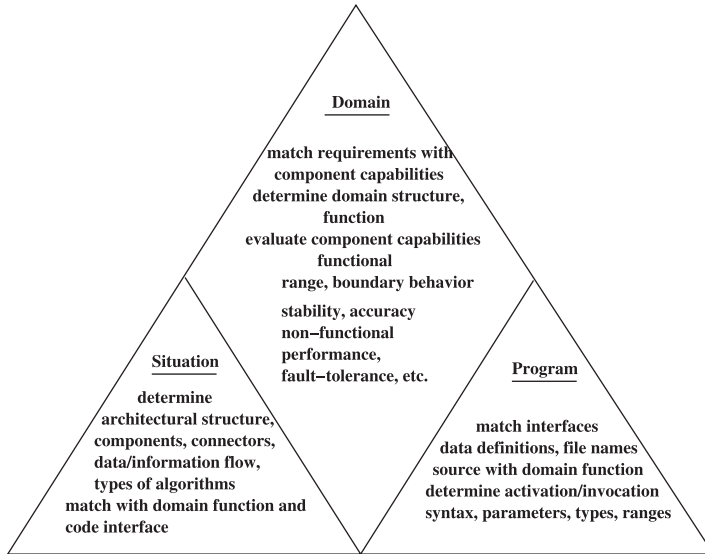 Domain
match requirements with
component capabilities
determine domain structure,
function
evaluate component capabilities
functional
range, boundary behavior
stability, accuracy
non−functional
performance,
fault−tolerance, etc.
Situation
determine
architectural structure,
components, connectors,
data/information flow,
types of algorithms
match with domain function and
code interface
Program
match interfaces
data definitions, file names
source with domain function
determine activation/invocation
syntax, parameters, types, ranges